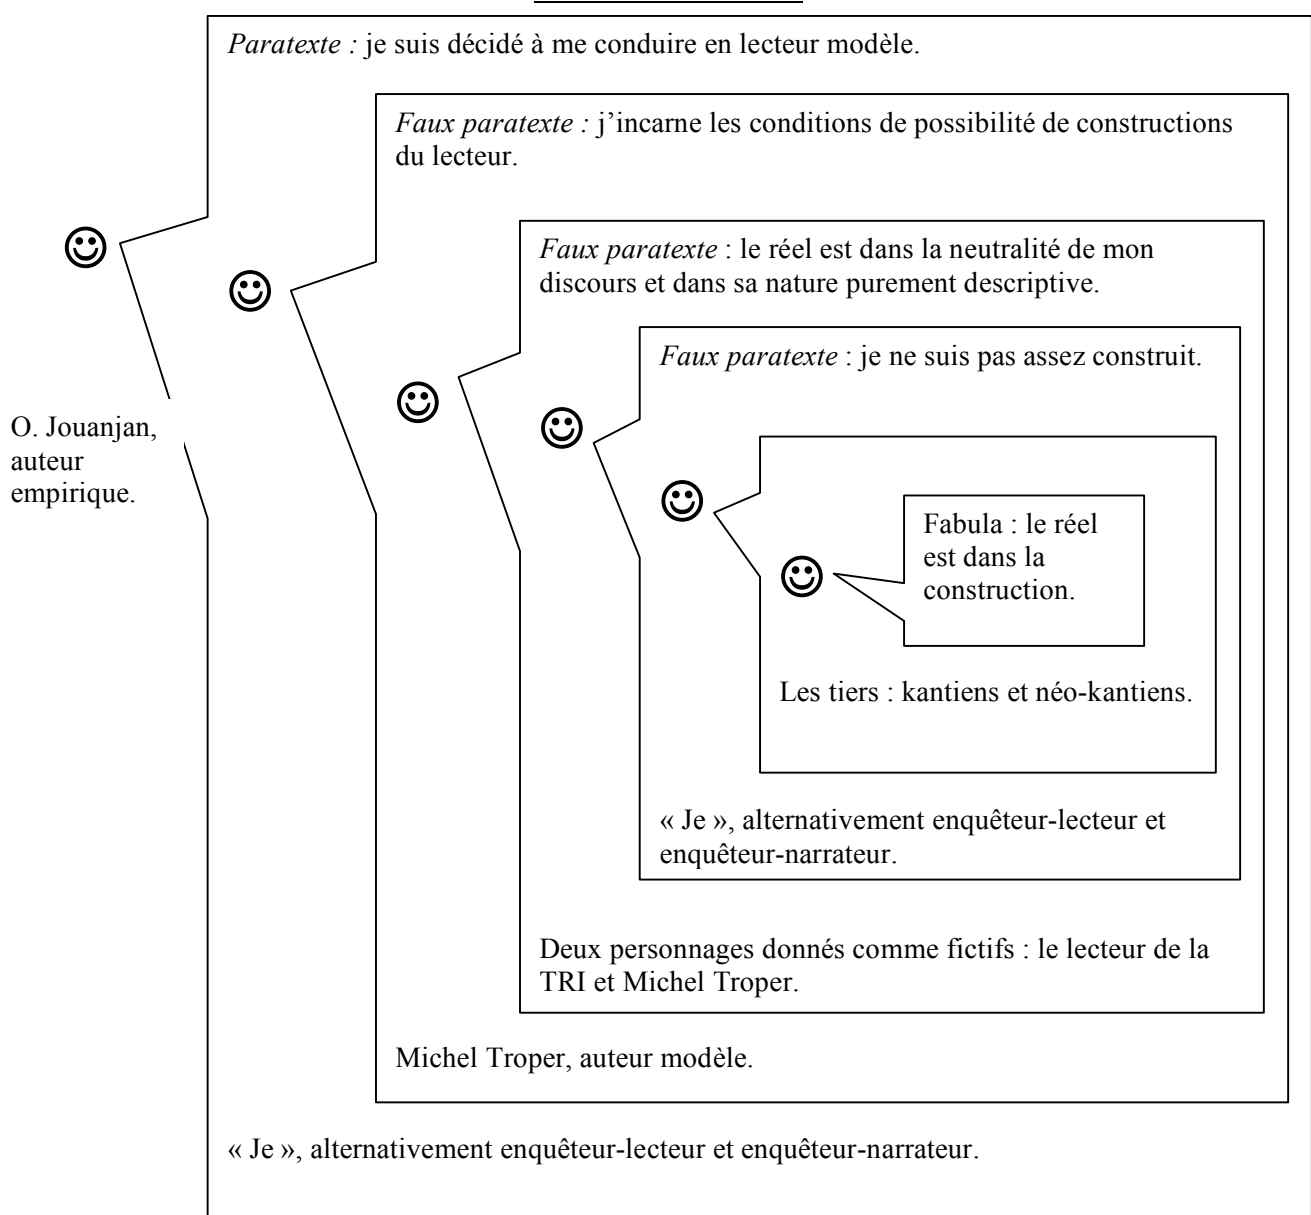 Paratexte : je suis décidé à me conduire en lecteur modèle.
Faux paratexte : j’incarne les conditions de possibilité de constructions
du lecteur.
Faux paratexte : le réel est dans la neutralité de mon
discours et dans sa nature purement descriptive.
Faux paratexte : je ne suis pas assez construit.
O. Jouanjan,
auteur
empirique.
Fabula : le réel
est dans la
construction.
Les tiers : kantiens et néo-kantiens.
« Je », alternativement enquêteur-lecteur et
enquêteur-narrateur.
Deux personnages donnés comme fictifs : le lecteur de la
TRI et Michel Troper.
Michel Troper, auteur modèle.
« Je », alternativement enquêteur-lecteur et enquêteur-narrateur.